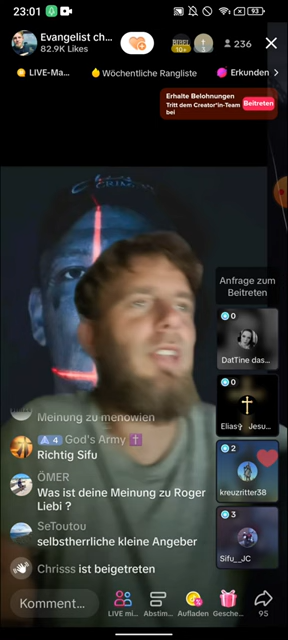 23:01
93
Evangelist ch...
82.9K Likes
10+
3
236
LIVE-Ma...
Wöchentliche Rangliste
Erkunden
Erhalte Belohnungen
Tritt dem Creator*in-Team
bei
Beitreten
Anfrage zum
Beitreten
0
DatTine das...
0
Elias✞ Jesu...
2
kreuzritter38
3
Sifu__JC
Meinung zu menowien
4 God's Army ✝️
Richtig Sifu
ÖMER
Was ist deine Meinung zu Roger
Liebi ?
SeToutou
selbstherrliche kleine Angeber
Chrisss ist beigetreten
Komment...
LIVE mi...
Abstim...
Aufladen
Gesche...
95